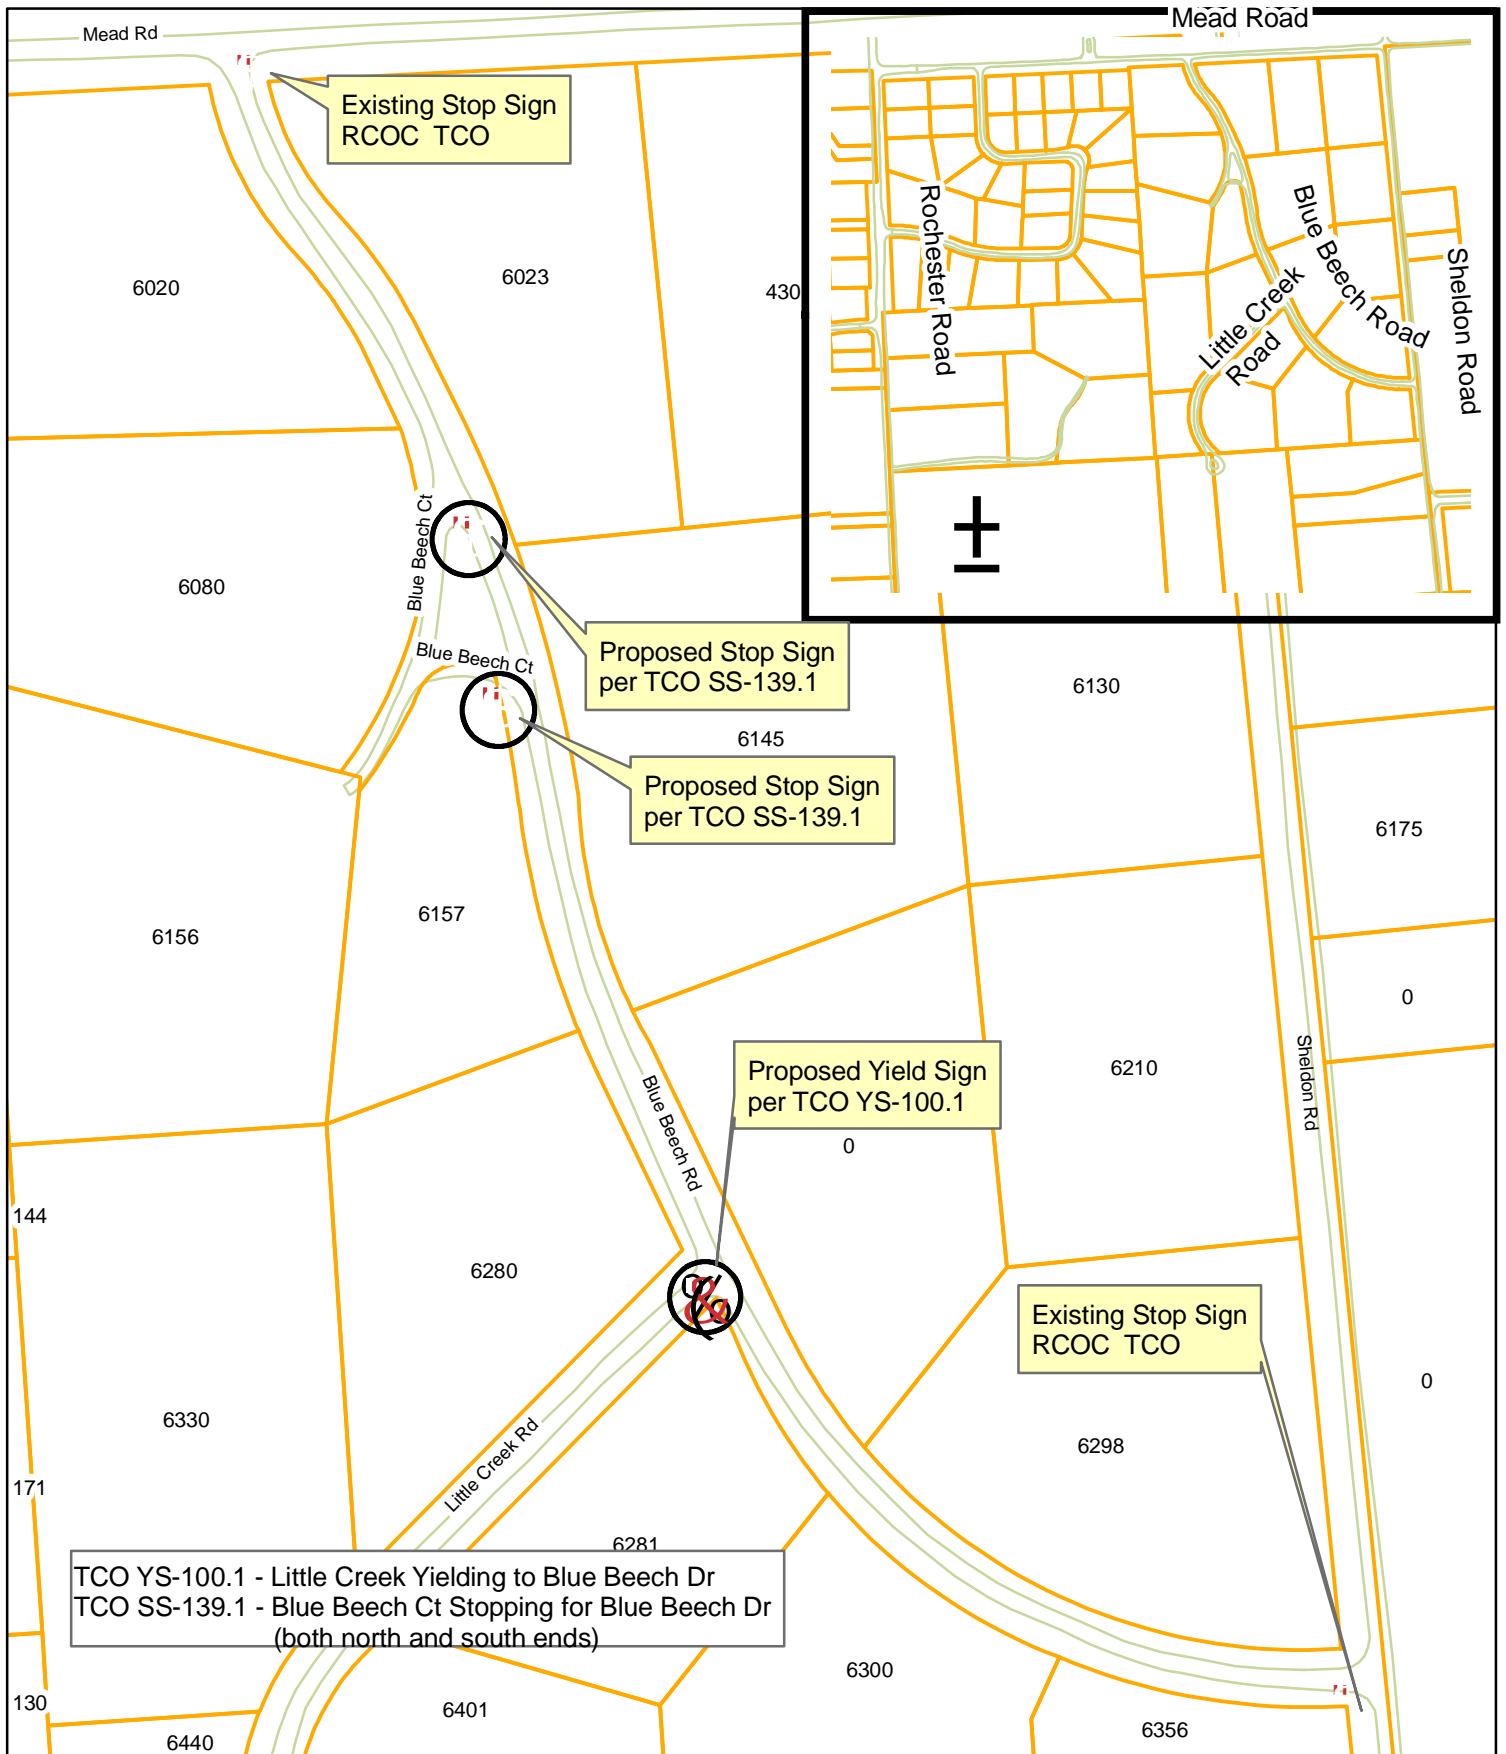 Mead Rd
Mead Road
Existing Stop Sign
RCOC  TCO
Rochester Road
Blue Beech Road
Little Creek
Road
Sheldon Road
6020
6023
430
Blue Beech Ct
6080
Blue Beech Ct
Proposed Stop Sign
per TCO SS-139.1
6130
6145
Proposed Stop Sign
per TCO SS-139.1
6175
6157
6156
0
Sheldon Rd
Proposed Yield Sign
per TCO YS-100.1
6210
Blue Beech Rd
0
144
6280
Existing Stop Sign
RCOC  TCO
0
6330
6298
Little Creek Rd
171
6281
TCO YS-100.1 - Little Creek Yielding to Blue Beech Dr
TCO SS-139.1 - Blue Beech Ct Stopping for Blue Beech Dr
(both north and south ends)
6300
130
6401
6440
6356